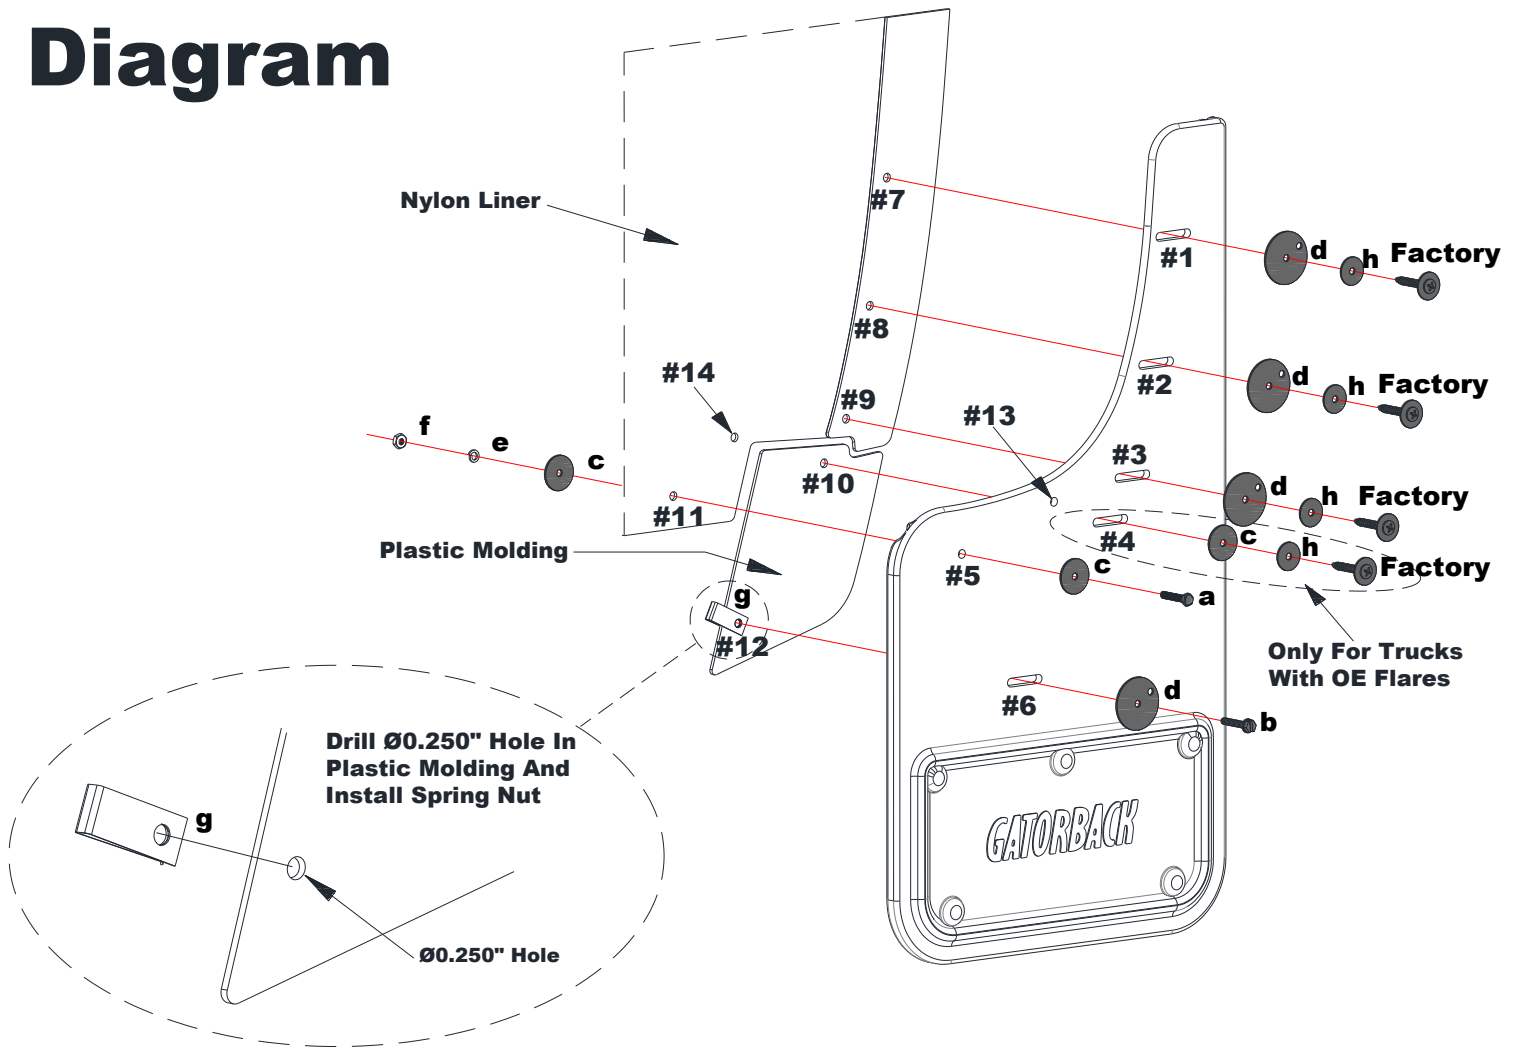 Diagram
Nylon Liner
#7
#1
d
h
Factory
#8
#2
d
h
Factory
#14
#9
#13
f
e
c
#10
#3
d
h
Factory
#11
#4
c
h
Factory
Plastic Molding
#5
c
a
g
#12
Only For Trucks
With OE Flares
#6
d
b
Drill Ø0.250" Hole In
Plastic Molding And
Install Spring Nut
g
GATORBACK
Ø0.250" Hole